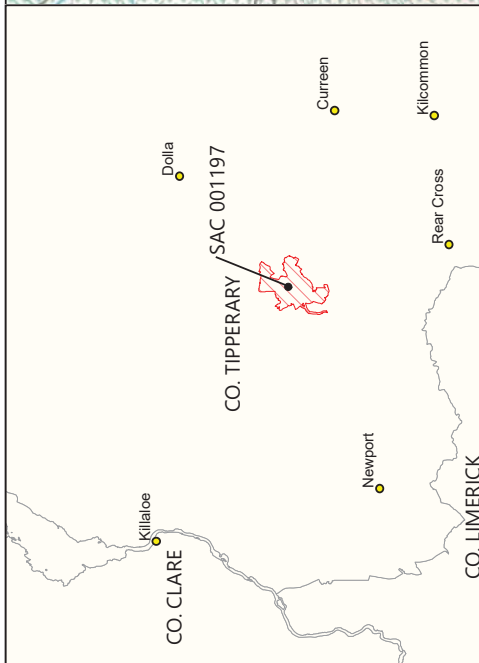 Curreen
Kilcommon
Dolla
SAC 001197
Rear Cross
CO. TIPPERARY
Newport
Killaloe
CO. CLARE
CO. LIMERICK